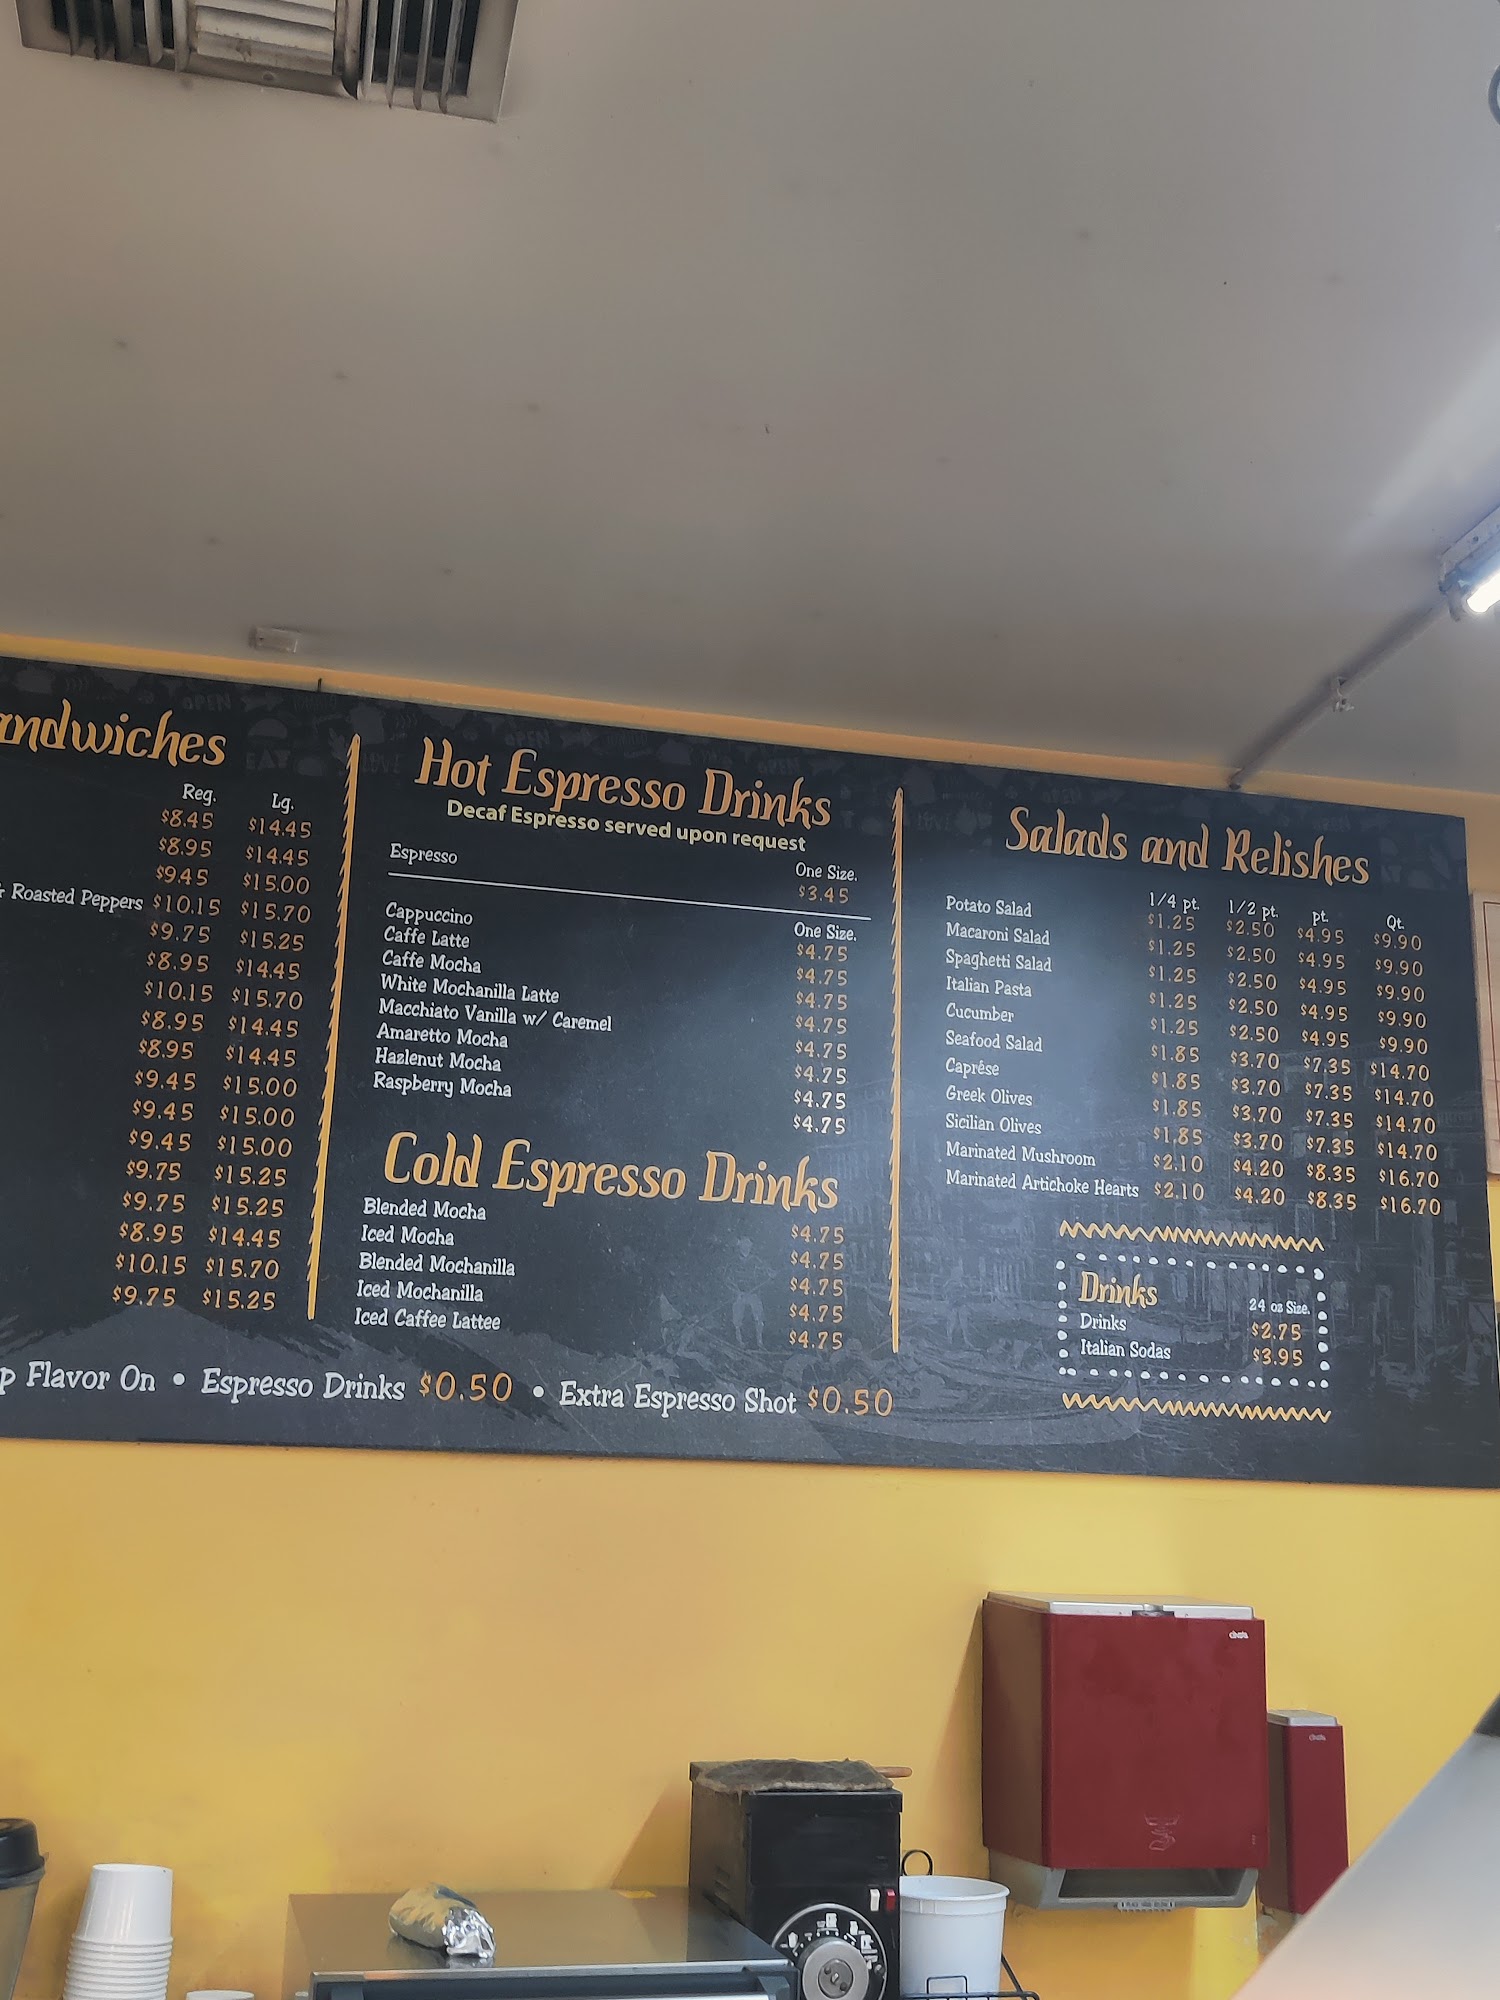 andwiches
Reg. Lg.
$8.45 $14.45
$8.95 $14.45
$9.45 $15.00
Roasted Peppers $10.15 $15.70
$9.75 $15.25
$8.95 $14.45
$10.15 $15.70
$8.95 $14.45
$8.95 $14.45
$9.45 $15.00
$9.45 $15.00
$9.45 $15.00
$9.75 $15.25
$9.75 $15.25
$8.95 $14.45
$10.15 $15.70
$9.75 $15.25
Hot Espresso Drinks
Decaf Espresso served upon request
One Size.
Espresso $3.45
One Size.
Cappuccino $4.75
Caffe Latte $4.75
Caffe Mocha $4.75
White Mochanilla Latte $4.75
Macchiato Vanilla w/ Caremel $4.75
Amaretto Mocha $4.75
Hazlenut Mocha $4.75
Raspberry Mocha $4.75
Cold Espresso Drinks
Blended Mocha $4.75
Iced Mocha $4.75
Blended Mochanilla $4.75
Iced Mochanilla $4.75
Iced Caffee Lattee $4.75
Salads and Relishes
1/4 pt. 1/2 pt. pt. Qt.
Potato Salad $1.25 $2.50 $4.95 $9.90
Macaroni Salad $1.25 $2.50 $4.95 $9.90
Spaghetti Salad $1.25 $2.50 $4.95 $9.90
Italian Pasta $1.25 $2.50 $4.95 $9.90
Cucumber $1.25 $2.50 $4.95 $9.90
Seafood Salad $1.85 $3.70 $7.35 $14.70
Caprése $1.85 $3.70 $7.35 $14.70
Greek Olives $1.85 $3.70 $7.35 $14.70
Sicilian Olives $1.85 $3.70 $7.35 $14.70
Marinated Mushroom $2.10 $4.20 $8.35 $16.70
Marinated Artichoke Hearts $2.10 $4.20 $8.35 $16.70
Drinks 24 oz Size.
Drinks $2.75
Italian Sodas $3.95
p Flavor On • Espresso Drinks $0.50 • Extra Espresso Shot $0.50
cintas
cintas